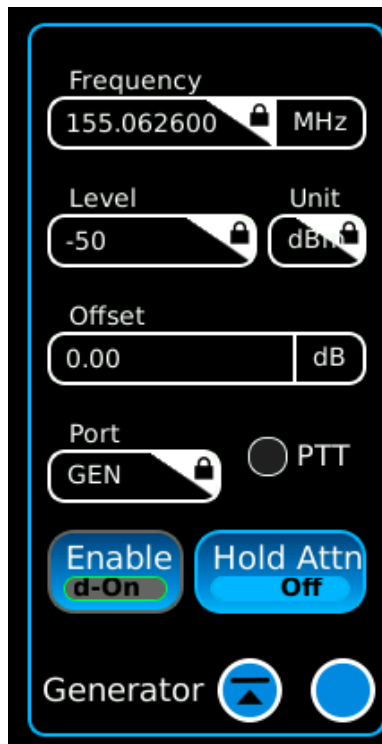 Frequency
155.062600 MHz
Level Unit
-50 dBm
Offset
0.00 dB
Port
GEN PTT
Enable Hold Attn
d-On Off
Generator